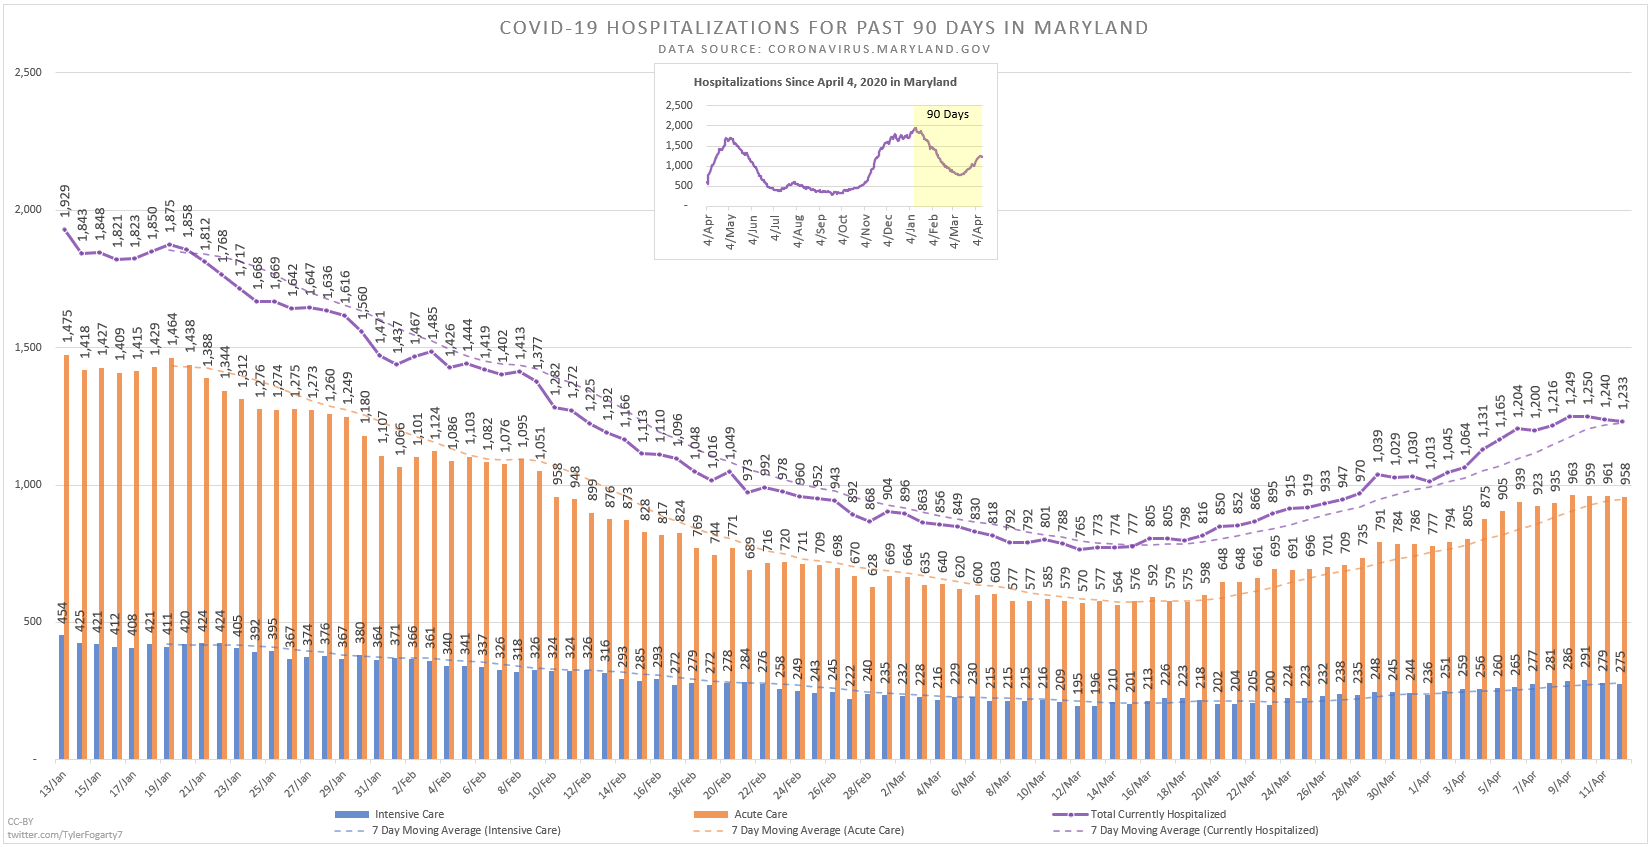 COVID-19 HOSPITALIZATIONS FOR PAST 90 DAYS IN MARYLAND
DATA SOURCE: CORONAVIRUS.MARYLAND.GOV
Hospitalizations Since April 4, 2020 in Maryland
2,500
2,000
1,500
1,000
500
-
90 Days
4/Apr 4/May 4/Jun 4/Jul 4/Aug 4/Sep 4/Oct 4/Nov 4/Dec 4/Jan 4/Feb 4/Mar 4/Apr
2,500
2,000
1,500
1,000
500
-
1,929 1,843 1,848 1,821 1,823 1,850 1,875 1,858 1,812 1,768 1,717 1,668 1,669 1,642 1,647 1,636 1,616 1,560 1,471 1,437 1,467 1,485 1,426 1,444 1,419 1,402 1,413 1,377 1,282 1,272 1,225 1,192 1,166 1,113 1,110 1,096 1,048 1,016 1,049 973 992 978 960 952 943 892 868 904 896 863 856 849 830 818 792 792 801 788 765 773 774 777 805 805 798 816 850 852 866 895 915 919 933 947 970 1,039 1,029 1,030 1,013 1,045 1,064 1,131 1,165 1,204 1,200 1,216 1,249 1,250 1,240 1,233
1,475 1,418 1,427 1,409 1,415 1,429 1,464 1,438 1,388 1,344 1,312 1,276 1,274 1,275 1,273 1,260 1,249 1,180 1,107 1,066 1,101 1,124 1,086 1,103 1,082 1,076 1,095 1,051 958 948 899 876 873 828 817 824 769 744 771 689 716 720 711 709 698 670 628 669 664 635 640 620 600 603 577 577 585 579 570 577 564 576 592 579 575 598 648 648 661 695 691 696 701 709 735 791 784 786 777 794 805 875 905 939 923 935 963 959 961 958
454 425 421 412 408 421 411 420 424 424 405 392 395 367 374 376 367 380 364 371 366 361 340 341 337 326 318 326 324 324 326 316 293 285 293 272 279 272 278 284 276 258 249 243 245 222 240 235 232 228 216 229 230 215 215 215 216 209 195 196 210 201 213 226 223 218 202 204 205 200 224 223 232 238 235 248 245 244 236 251 259 256 260 265 277 281 286 291 279 275
13/Jan 15/Jan 17/Jan 19/Jan 21/Jan 23/Jan 25/Jan 27/Jan 29/Jan 31/Jan 2/Feb 4/Feb 6/Feb 8/Feb 10/Feb 12/Feb 14/Feb 16/Feb 18/Feb 20/Feb 22/Feb 24/Feb 26/Feb 28/Feb 2/Mar 4/Mar 6/Mar 8/Mar 10/Mar 12/Mar 14/Mar 16/Mar 18/Mar 20/Mar 22/Mar 24/Mar 26/Mar 28/Mar 30/Mar 1/Apr 3/Apr 5/Apr 7/Apr 9/Apr 11/Apr
Intensive Care Acute Care Total Currently Hospitalized
7 Day Moving Average (Intensive Care) 7 Day Moving Average (Acute Care) 7 Day Moving Average (Currently Hospitalized)
CC-BY
twitter.com/TylerFogarty7